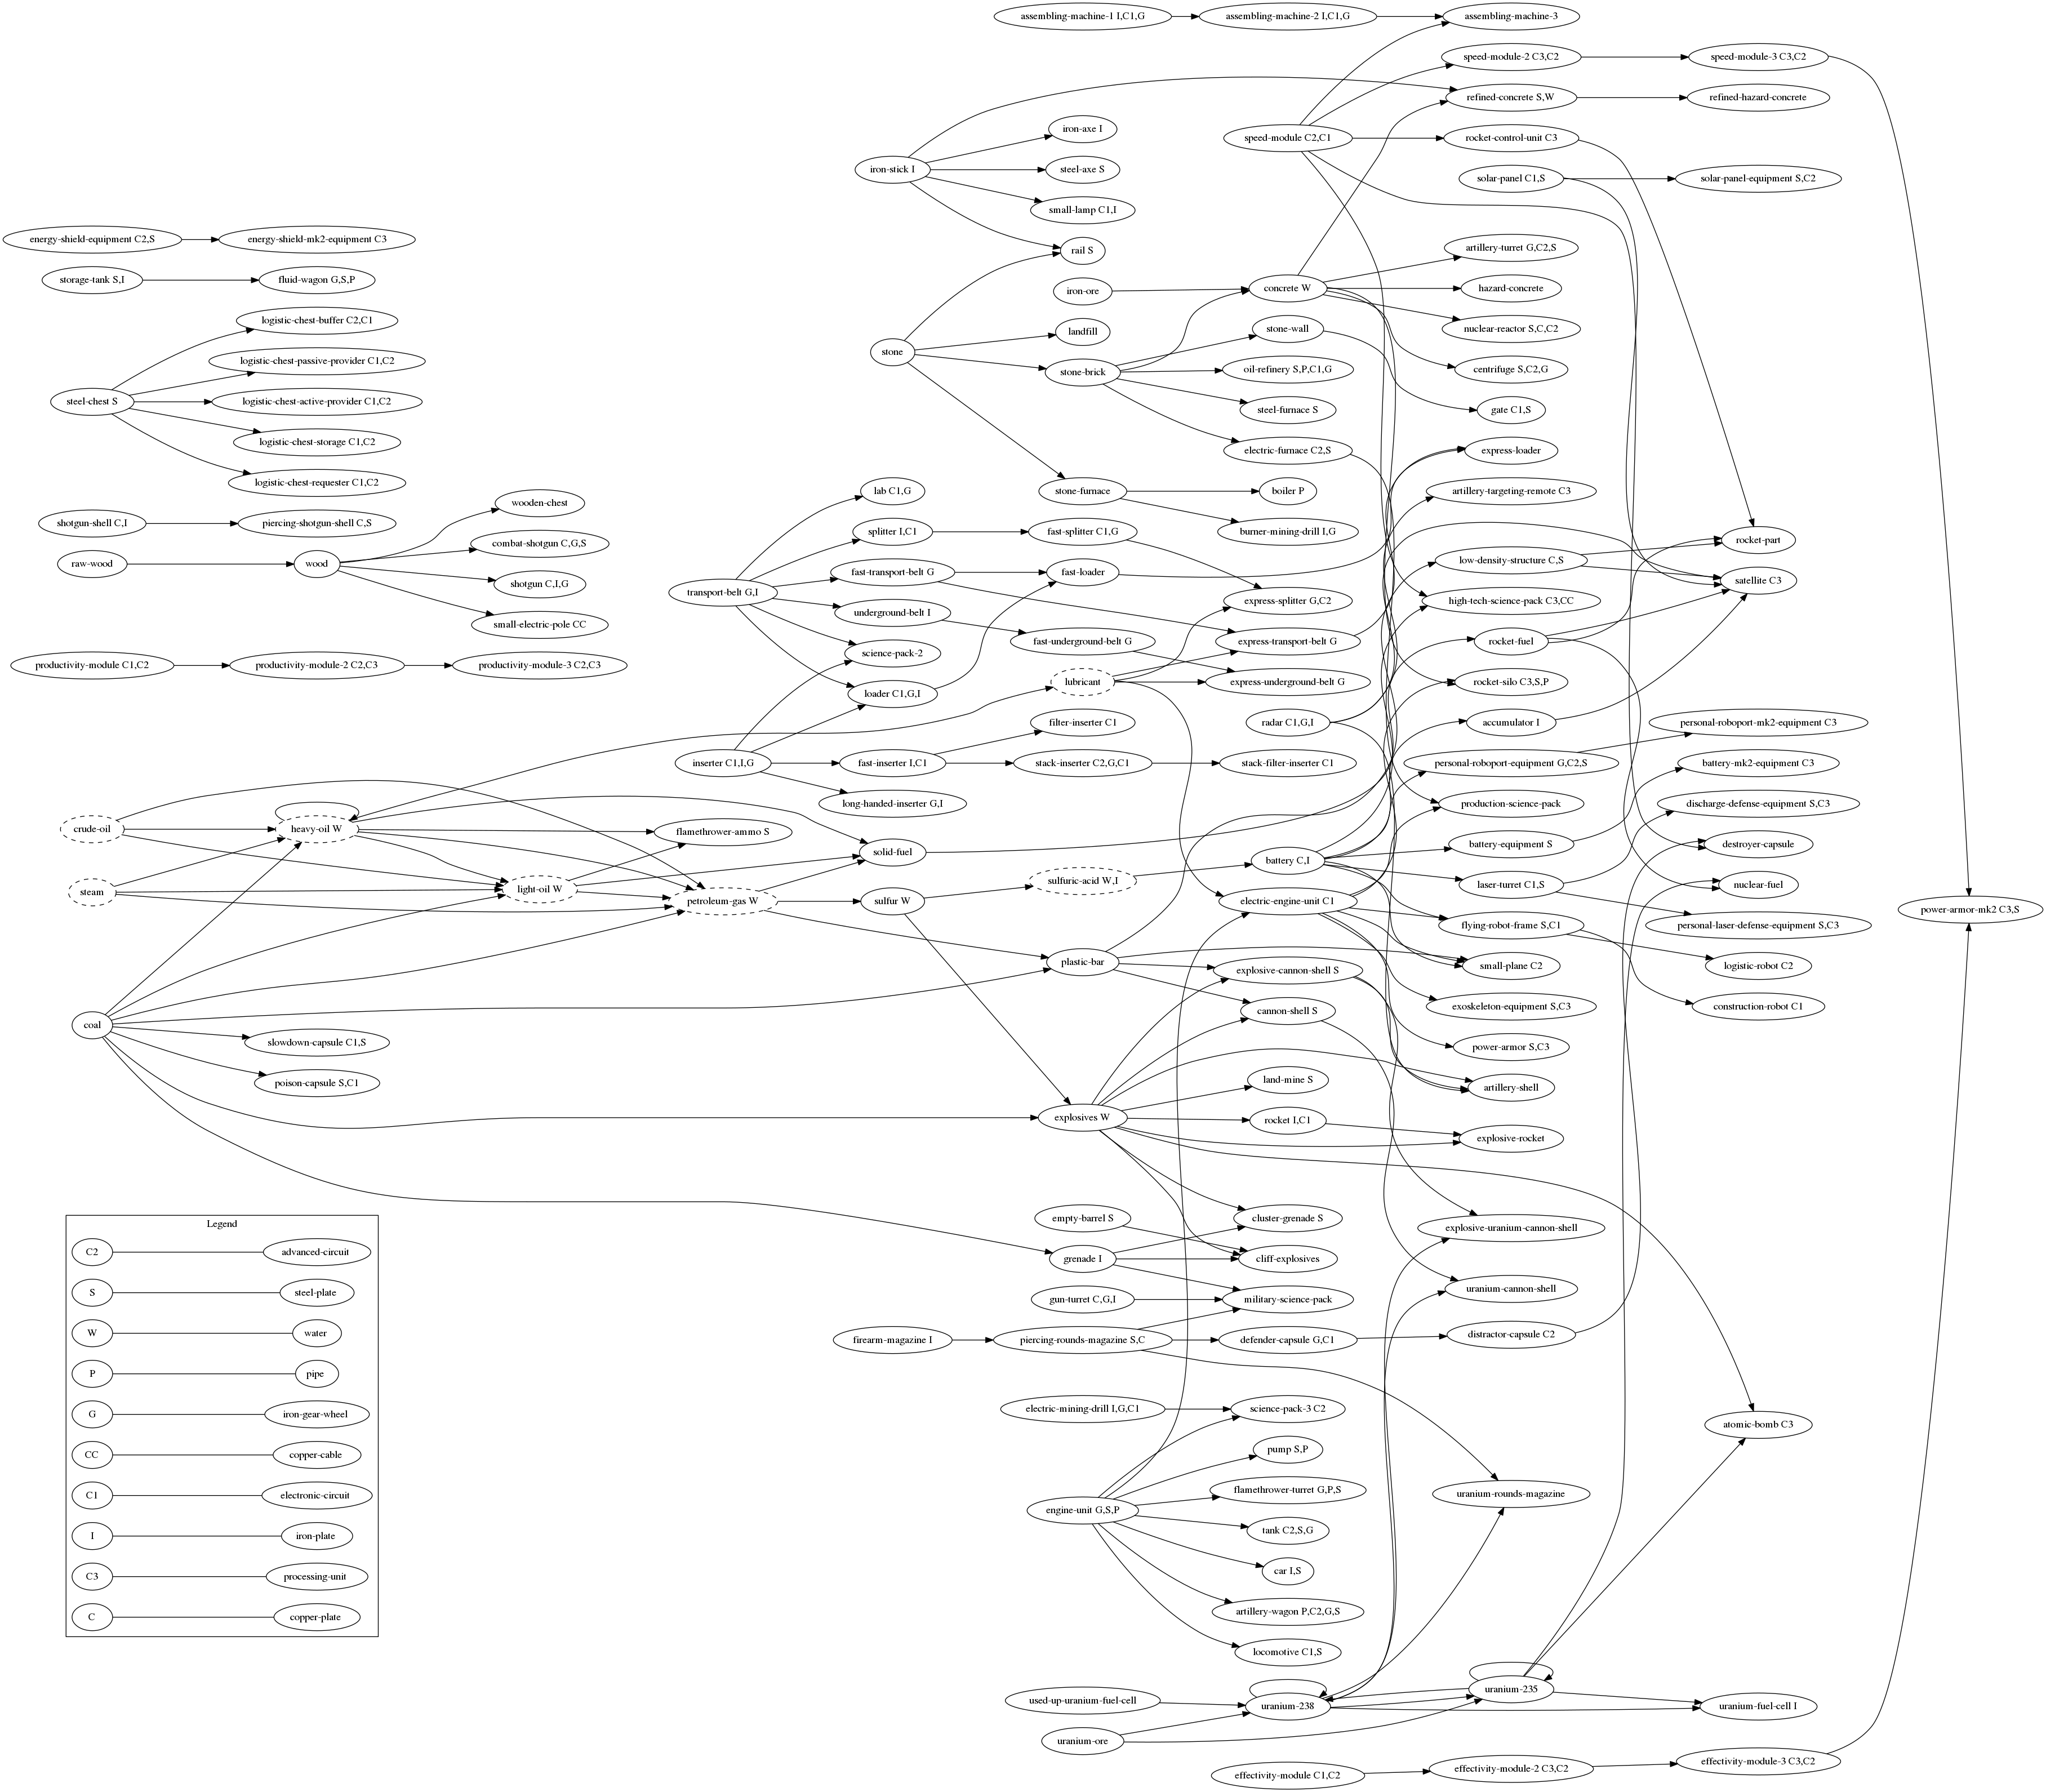 assembling-machine-1 I,C1,G
assembling-machine-2 I,C1,G
assembling-machine-3
speed-module-2 C3,C2
speed-module-3 C3,C2
refined-concrete S,W
refined-hazard-concrete
iron-axe I
speed-module C2,C1
rocket-control-unit C3
iron-stick I
steel-axe S
solar-panel C1,S
solar-panel-equipment S,C2
small-lamp C1,I
energy-shield-equipment C2,S
energy-shield-mk2-equipment C3
rail S
artillery-turret G,C2,S
storage-tank S,I
fluid-wagon G,S,P
iron-ore
concrete W
hazard-concrete
logistic-chest-buffer C2,C1
landfill
stone-wall
nuclear-reactor S,C,C2
stone
logistic-chest-passive-provider C1,C2
stone-brick
oil-refinery S,P,C1,G
centrifuge S,C2,G
steel-chest S
logistic-chest-active-provider C1,C2
steel-furnace S
gate C1,S
logistic-chest-storage C1,C2
electric-furnace C2,S
express-loader
logistic-chest-requester C1,C2
lab C1,G
stone-furnace
boiler P
artillery-targeting-remote C3
wooden-chest
shotgun-shell C,I
piercing-shotgun-shell C,S
splitter I,C1
fast-splitter C1,G
burner-mining-drill I,G
combat-shotgun C,G,S
rocket-part
raw-wood
wood
low-density-structure C,S
fast-transport-belt G
fast-loader
shotgun C,I,G
satellite C3
transport-belt G,I
express-splitter G,C2
high-tech-science-pack C3,CC
underground-belt I
small-electric-pole CC
fast-underground-belt G
express-transport-belt G
rocket-fuel
science-pack-2
productivity-module C1,C2
productivity-module-2 C2,C3
productivity-module-3 C2,C3
lubricant
express-underground-belt G
rocket-silo C3,S,P
loader C1,G,I
filter-inserter C1
radar C1,G,I
accumulator I
personal-roboport-mk2-equipment C3
inserter C1,I,G
fast-inserter I,C1
stack-inserter C2,G,C1
stack-filter-inserter C1
personal-roboport-equipment G,C2,S
battery-mk2-equipment C3
long-handed-inserter G,I
production-science-pack
discharge-defense-equipment S,C3
crude-oil
heavy-oil W
flamethrower-ammo S
battery-equipment S
destroyer-capsule
solid-fuel
battery C,I
steam
light-oil W
sulfuric-acid W,I
laser-turret C1,S
nuclear-fuel
petroleum-gas W
sulfur W
electric-engine-unit C1
power-armor-mk2 C3,S
flying-robot-frame S,C1
personal-laser-defense-equipment S,C3
plastic-bar
explosive-cannon-shell S
small-plane C2
logistic-robot C2
cannon-shell S
exoskeleton-equipment S,C3
construction-robot C1
coal
slowdown-capsule C1,S
power-armor S,C3
poison-capsule S,C1
land-mine S
artillery-shell
explosives W
rocket I,C1
explosive-rocket
empty-barrel S
cluster-grenade S
explosive-uranium-cannon-shell
Legend
C2
advanced-circuit
grenade I
cliff-explosives
S
steel-plate
gun-turret C,G,I
military-science-pack
uranium-cannon-shell
W
water
firearm-magazine I
piercing-rounds-magazine S,C
defender-capsule G,C1
distractor-capsule C2
P
pipe
G
iron-gear-wheel
electric-mining-drill I,G,C1
science-pack-3 C2
atomic-bomb C3
CC
copper-cable
pump S,P
C1
electronic-circuit
flamethrower-turret G,P,S
uranium-rounds-magazine
engine-unit G,S,P
I
iron-plate
tank C2,S,G
C3
processing-unit
car I,S
C
copper-plate
artillery-wagon P,C2,G,S
locomotive C1,S
used-up-uranium-fuel-cell
uranium-238
uranium-235
uranium-fuel-cell I
uranium-ore
effectivity-module C1,C2
effectivity-module-2 C3,C2
effectivity-module-3 C3,C2